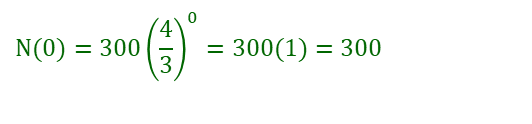 N(0) = 300(4/3)^0 = 300(1) = 300